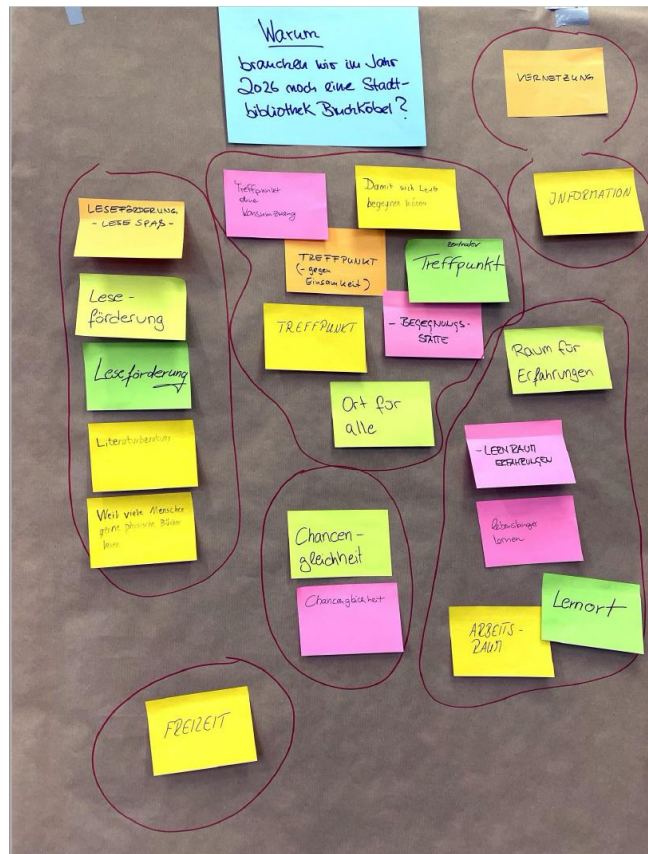 Warum
brauchen wir im Jahr
2026 noch eine Stadt-
bibliothek Bruchköbel?
VERNETZUNG
INFORMATION
LESEFÖRDERUNG
- LESE SPAß -
Lese-
förderung
Leseförderung
Literaturberatung
Weil viele Menschen
gerne physische Bücher
lesen
Treffpunkt
ohne
Konsumzwang
Damit sich Leute
begegnen können
TREFFPUNKT
(- gegen
Einsamkeit)
zentraler
Treffpunkt
TREFFPUNKT
- BEGEGNUNGS-
STÄTTE
Ort für
alle
Raum für
Erfahrungen
- LERNRAUM
ERFAHRUNGEN
lebenslanges
lernen
Lernort
ARBEITS-
RAUM
Chancen-
gleichheit
Chancengleichheit
FREIZEIT